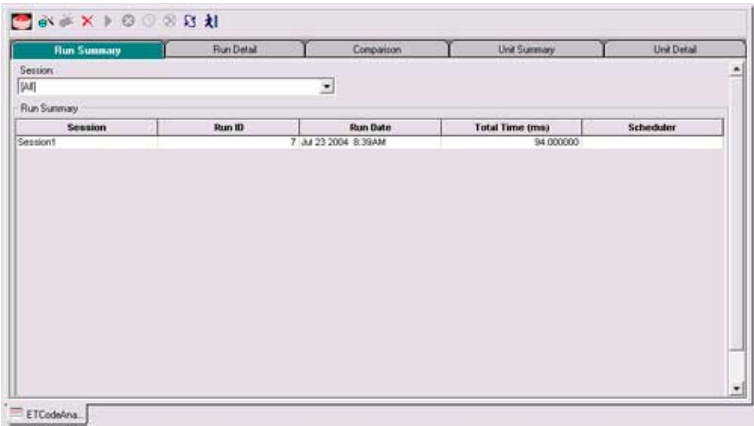 Run Summary Run Detail Comparison Unit Summary Unit Detail
Session:
[All]
Run Summary
Session Run ID Run Date Total Time (ms) Scheduler
Session1 7 Jul 23 2004 8:39AM 94.000000
ETCodeAna...